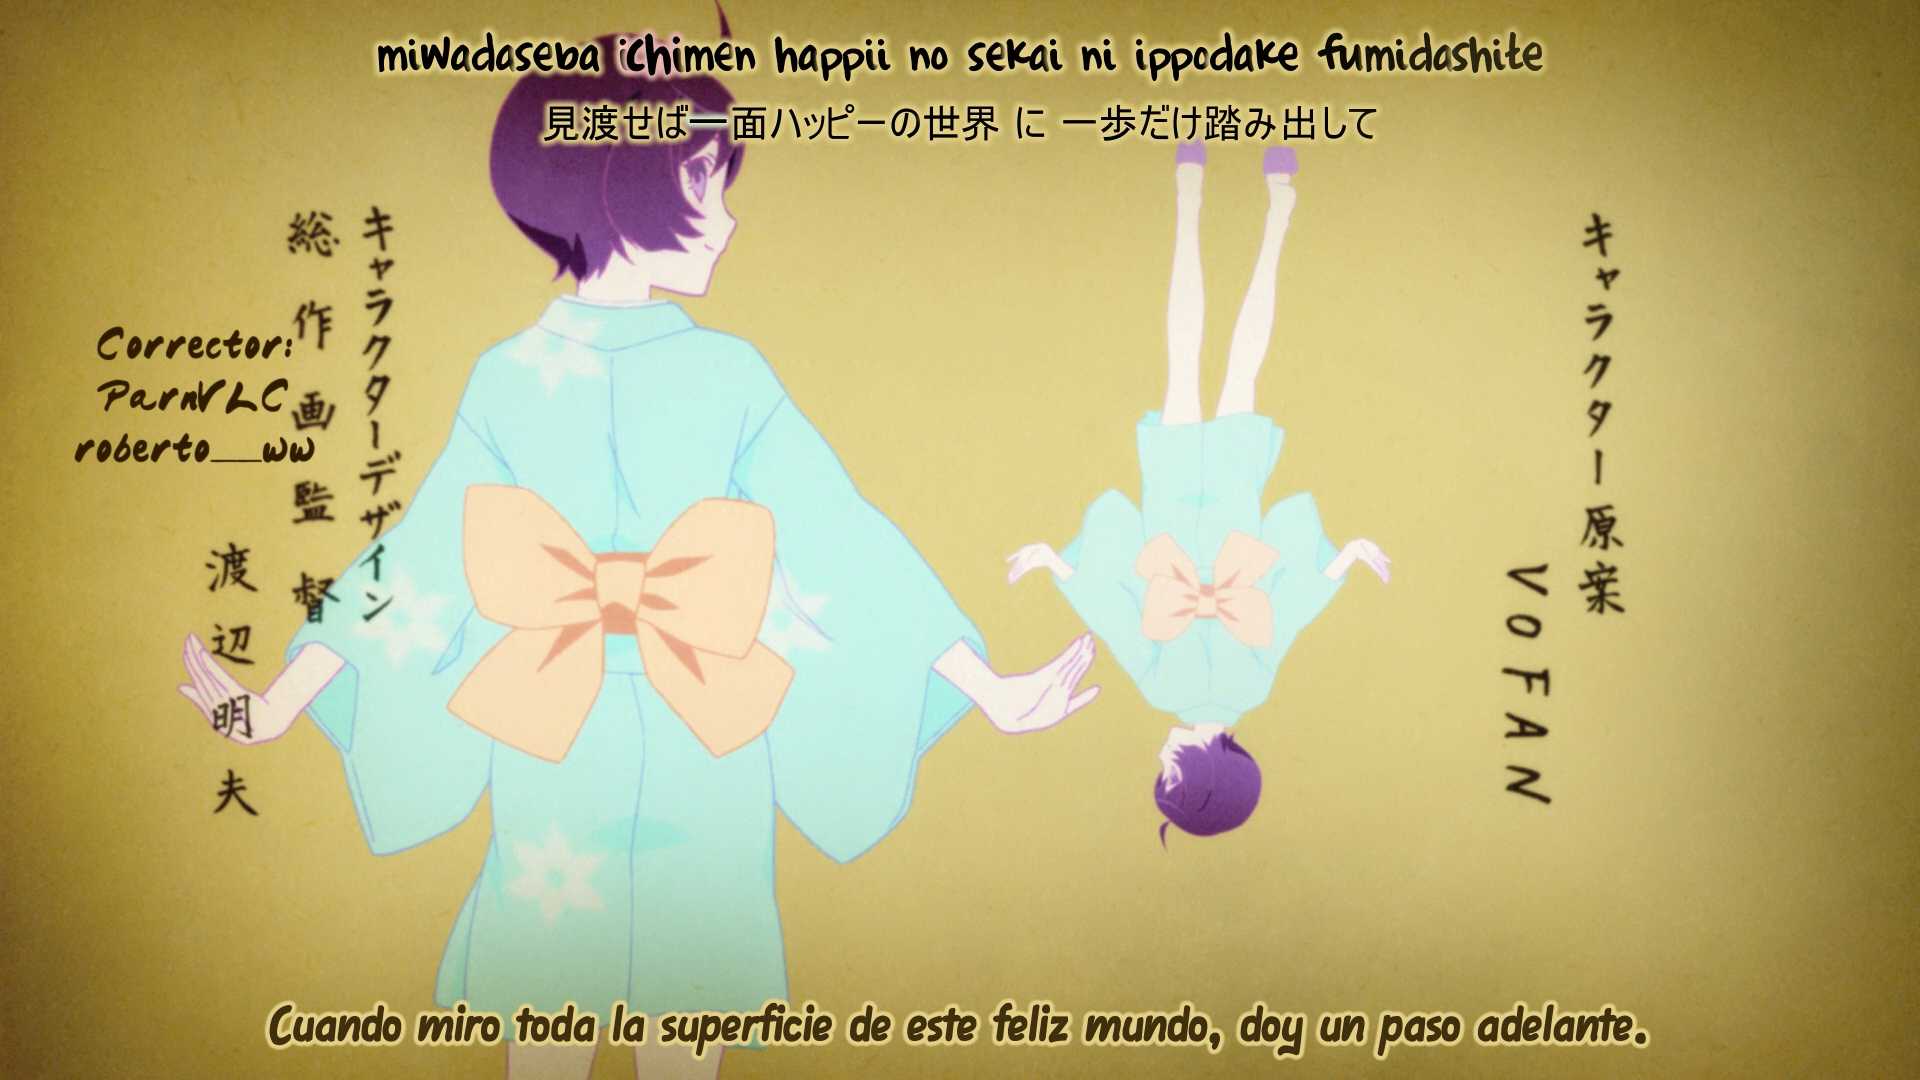 miwadaseba ichimen happii no sekai ni ippodake fumidashite
見渡せば一面ハッピーの世界 に 一歩だけ踏み出して
キャラクター原案
VOFAN
キャラクターデザイン
総作画監督
渡辺明夫
Corrector:
ParnVLC
roberto__ww
Cuando miro toda la superficie de este feliz mundo, doy un paso adelante.